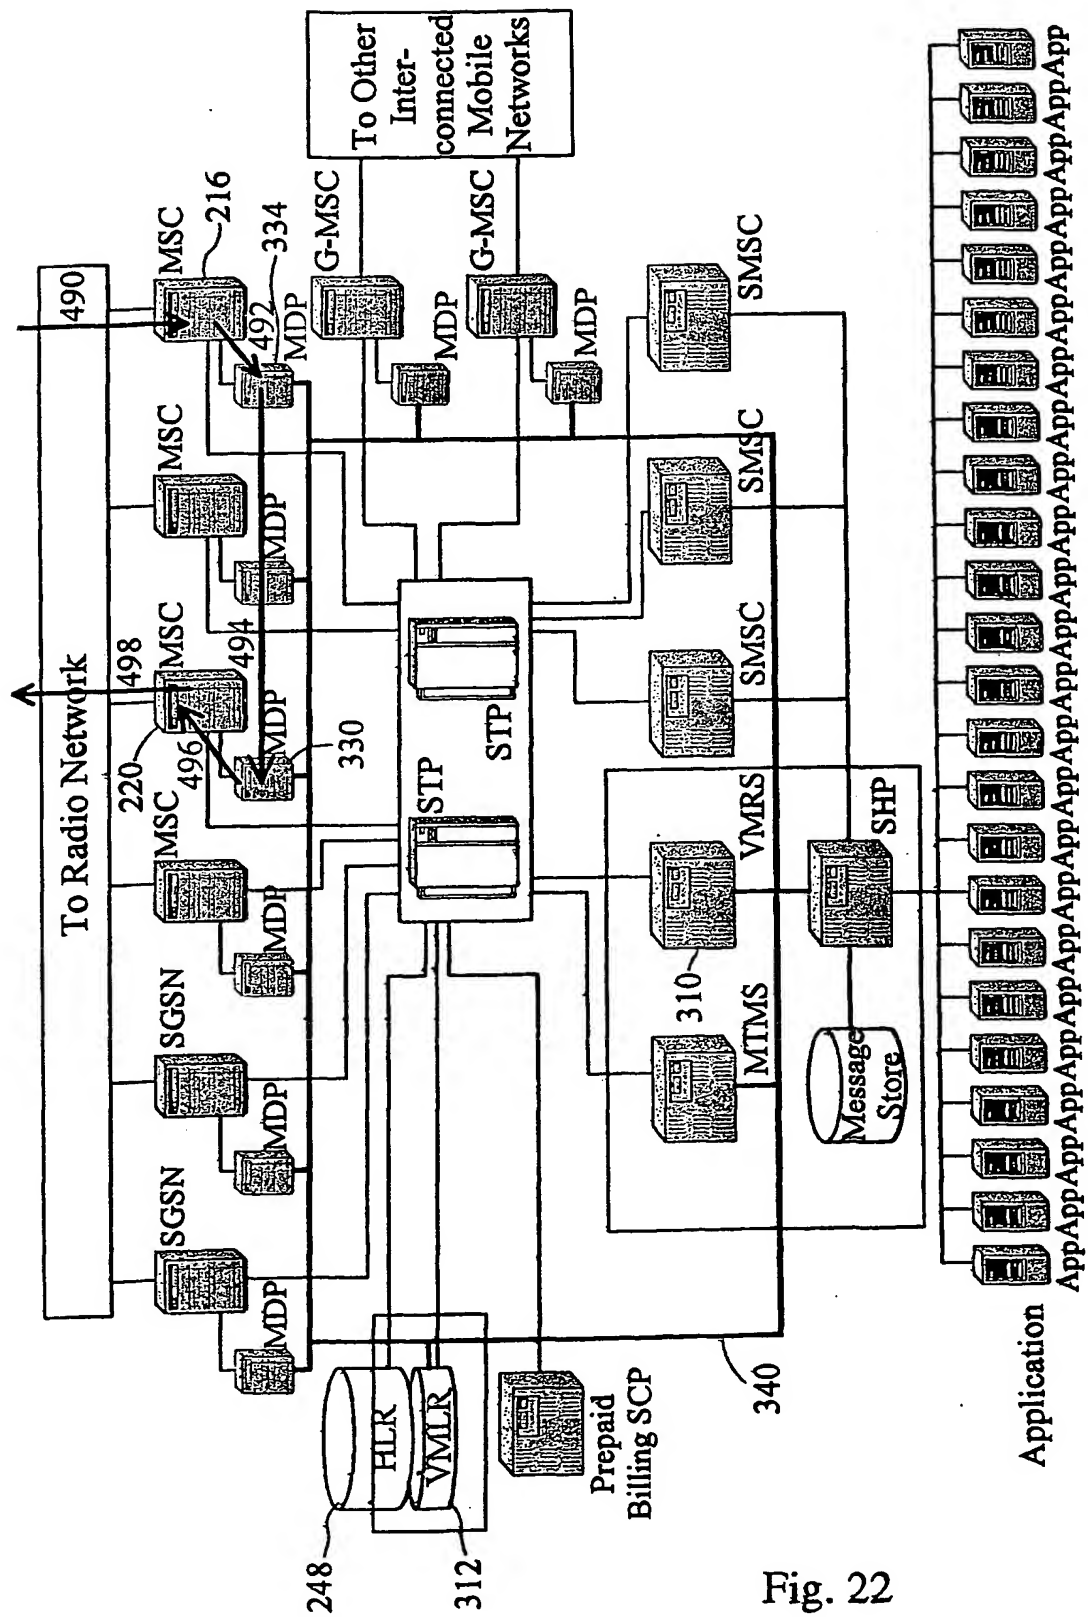 To Radio Network
490
498
SGSN
SGSN
MSC
MSC
MSC
MSC
220
216
496
494
492
334
MDP
MDP
MDP
MDP
MDP
MDP
330
G-MSC
MDP
G-MSC
MDP
To Other
Inter-
connected
Mobile
Networks
248
HLR
VMLR
312
STP
STP
Prepaid
Billing SCP
340
MTMS
310
VMRS
SMSC
SMSC
SMSC
Message
Store
SHP
Application
AppAppAppAppAppAppAppAppAppAppAppAppAppAppAppAppAppAppAppAppAppAppAppApp
Fig. 22